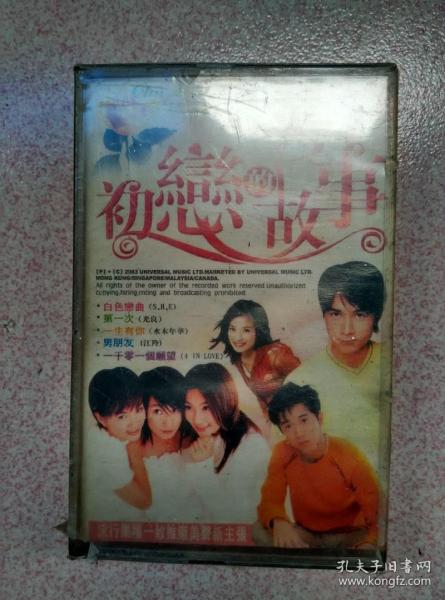 初戀的故事
[P] + [C] 2003 UNIVERSAL MUSIC LTD.MARKETED BY UNIVERSAL MUSIC LTD.
HONG KONG/SINGAPORE/MALAYSIA/CANADA.
All rights of the owner of the recorded work reserved.Unauthorized
copying,hiring,mting and broadcasting prohibited.
•白色戀曲(S,H,E)
•第一次(光良)
•一生有你(水木年華)
•男朋友(江玲)
•一千零一個願望(4 IN LOVE)
孔夫子旧书网
www.kongfz.com